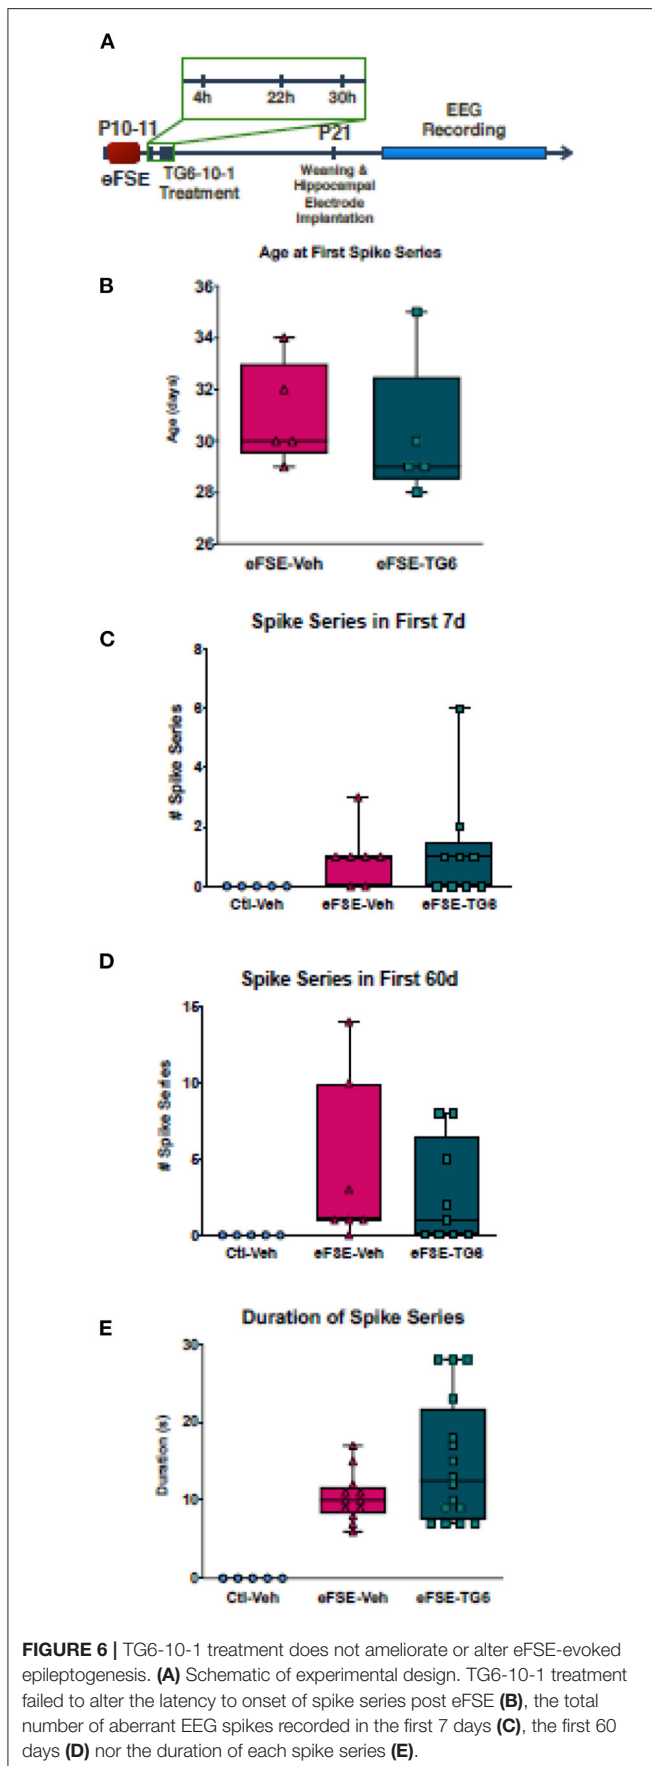 A
4h 22h 30h
P10-11 P21 EEG
Recording
eFSE TG6-10-1
Treatment
Weaning &
Hippocampal
Electrode
Implantation
Age at First Spike Series
B
36
34
32
30
28
26
Age (days)
eFSE-Veh eFSE-TG6
Spike Series in First 7d
C
8
6
4
2
0
# Spike Series
Ctl-Veh eFSE-Veh eFSE-TG6
D
Spike Series in First 60d
15
10
5
0
# Spike Series
Ctl-Veh eFSE-Veh eFSE-TG6
Duration of Spike Series
E
30
20
10
0
Duration (s)
Ctl-Veh eFSE-Veh eFSE-TG6
FIGURE 6 | TG6-10-1 treatment does not ameliorate or alter eFSE-evoked
epileptogenesis. (A) Schematic of experimental design. TG6-10-1 treatment
failed to alter the latency to onset of spike series post eFSE (B), the total
number of aberrant EEG spikes recorded in the first 7 days (C), the first 60
days (D) nor the duration of each spike series (E).